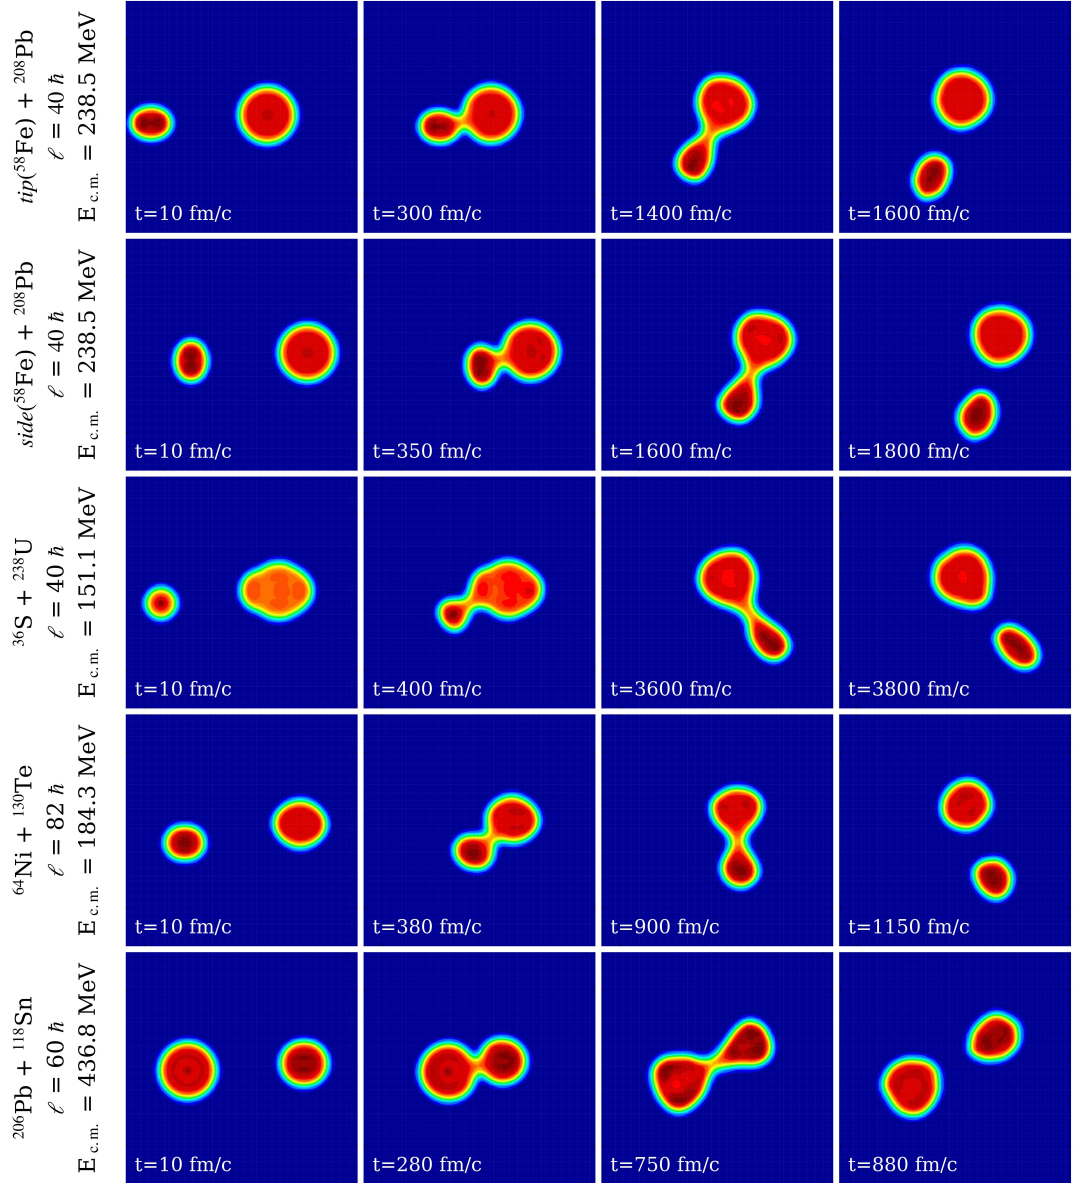 tip(⁵⁸Fe) + ²⁰⁸Pb
ℓ = 40 ħ
E c.m. = 238.5 MeV
t=10 fm/c
t=300 fm/c
t=1400 fm/c
t=1600 fm/c
side(⁵⁸Fe) + ²⁰⁸Pb
ℓ = 40 ħ
E c.m. = 238.5 MeV
t=10 fm/c
t=350 fm/c
t=1600 fm/c
t=1800 fm/c
³⁶S + ²³⁸U
ℓ = 40 ħ
E c.m. = 151.1 MeV
t=10 fm/c
t=400 fm/c
t=3600 fm/c
t=3800 fm/c
⁶⁴Ni + ¹³⁰Te
ℓ = 82 ħ
E c.m. = 184.3 MeV
t=10 fm/c
t=380 fm/c
t=900 fm/c
t=1150 fm/c
²⁰⁶Pb + ¹¹⁸Sn
ℓ = 60 ħ
E c.m. = 436.8 MeV
t=10 fm/c
t=280 fm/c
t=750 fm/c
t=880 fm/c